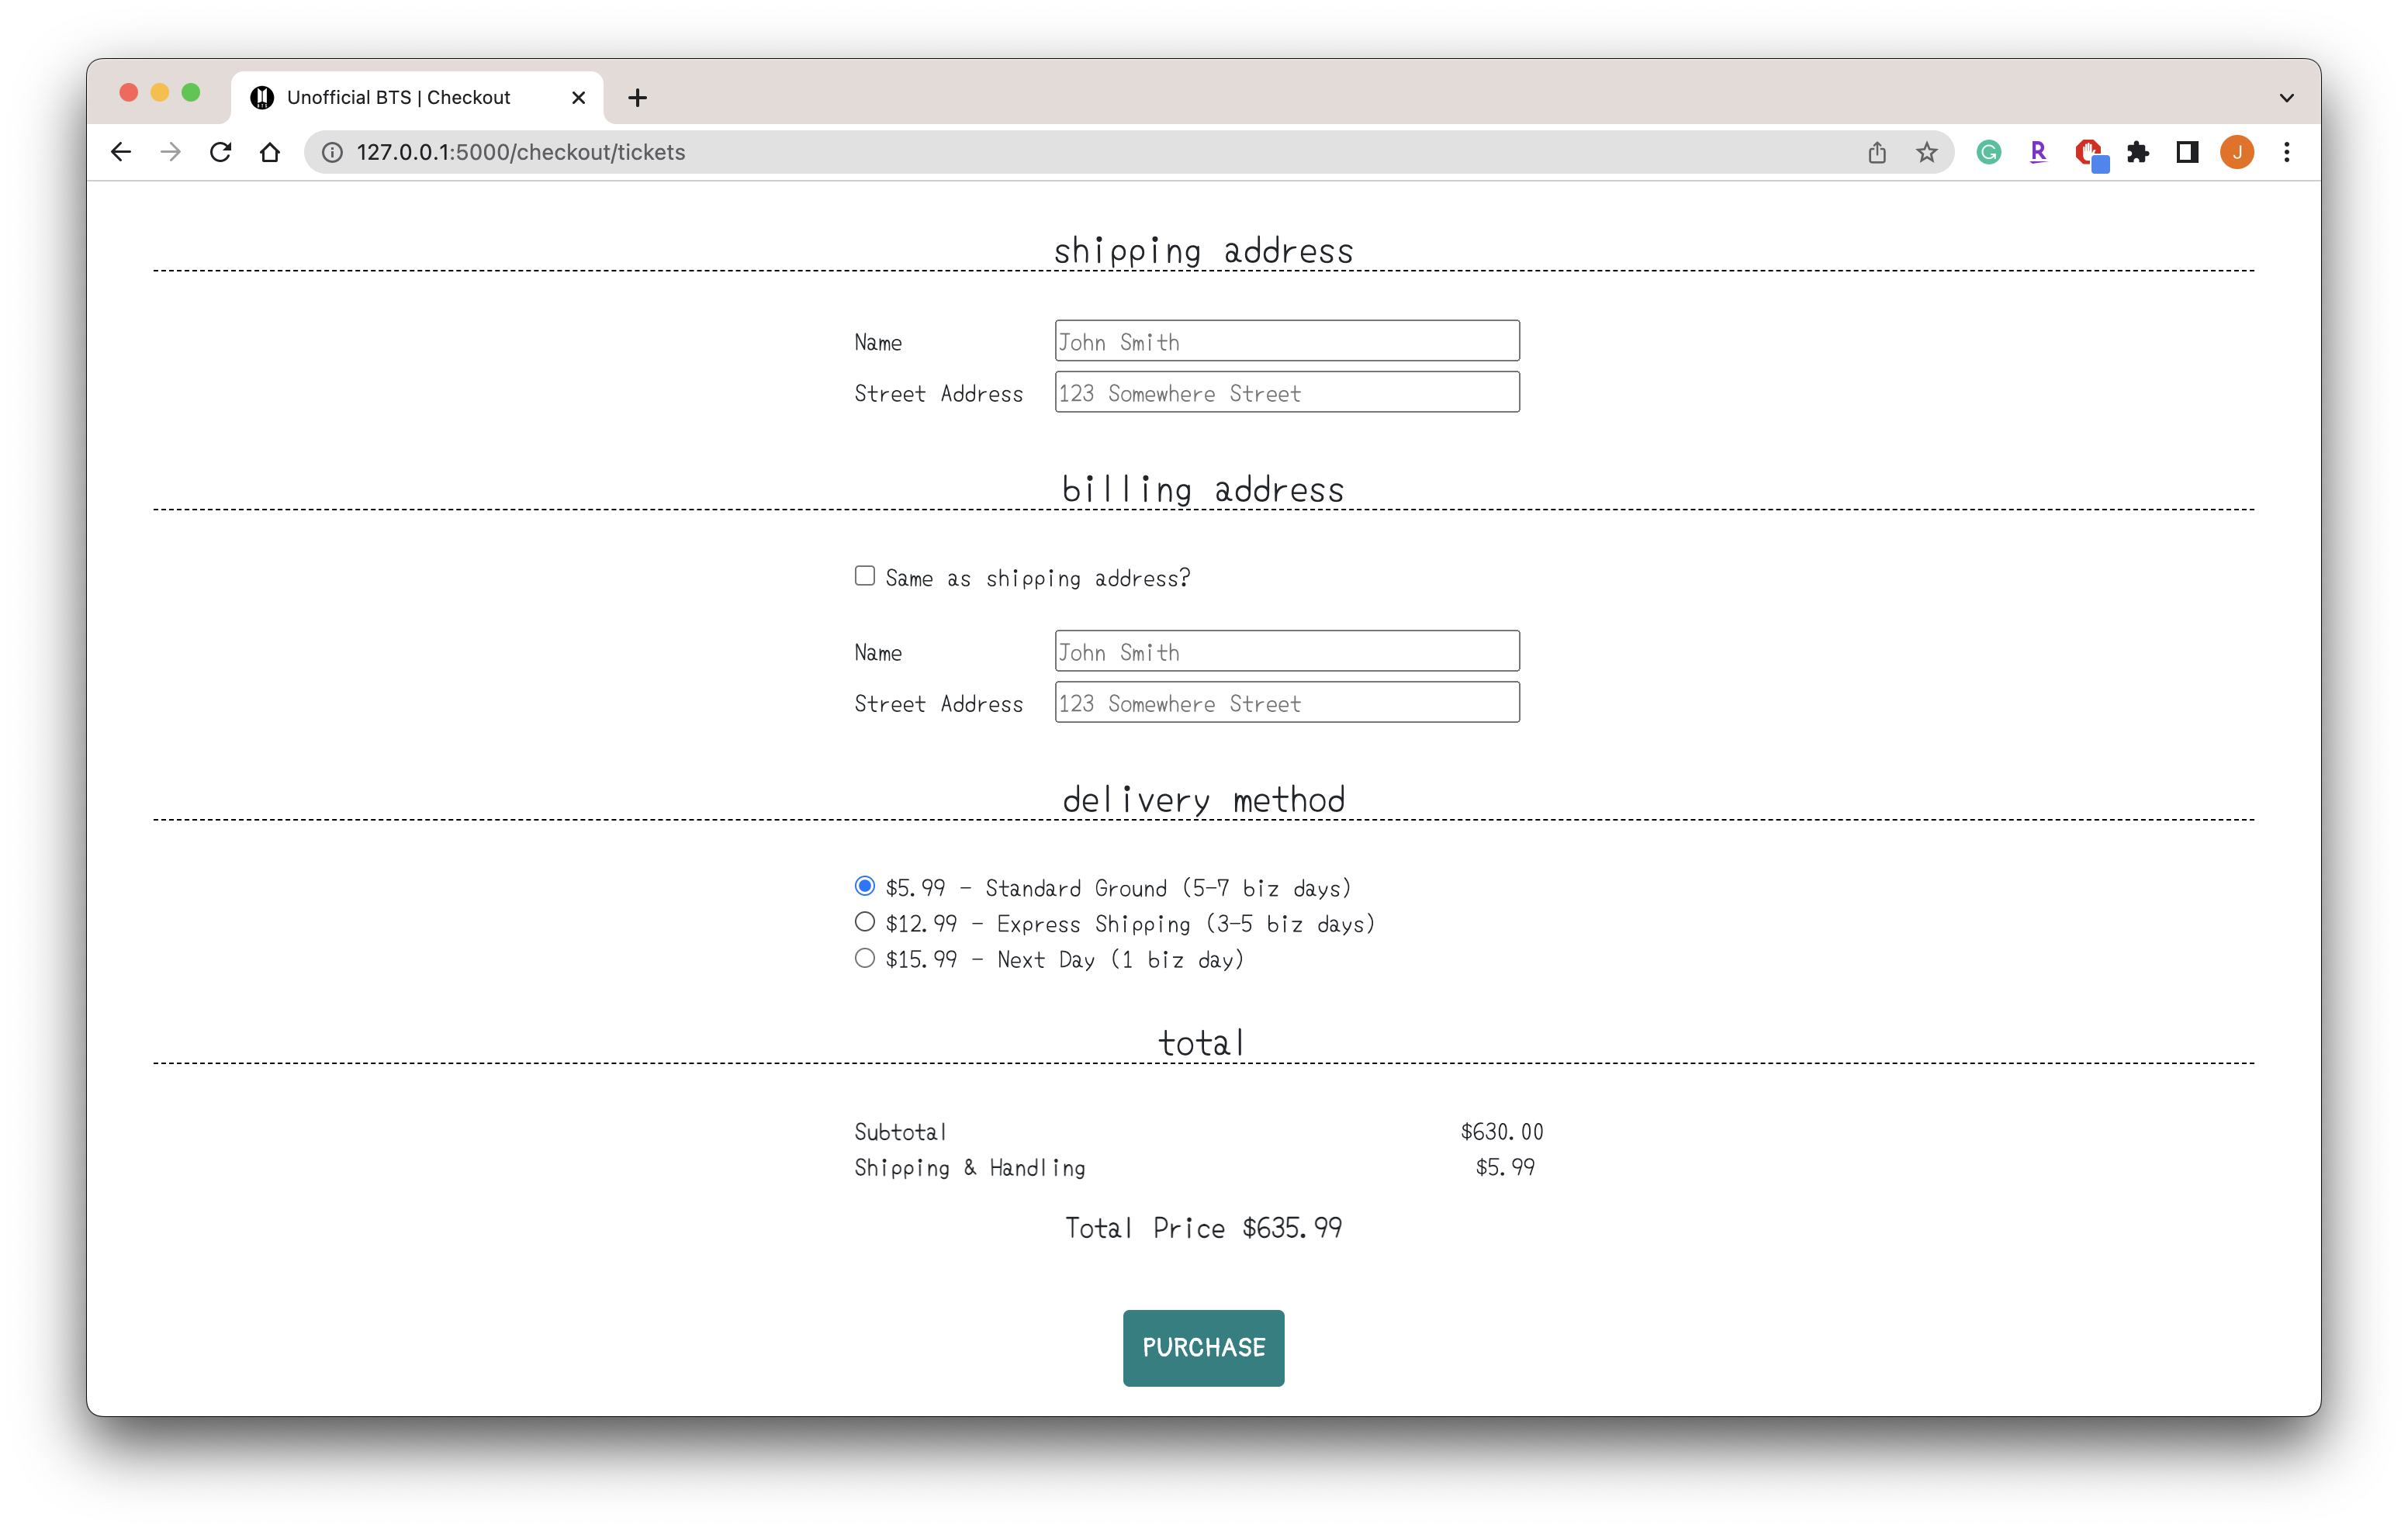 Unofficial BTS | Checkout
127.0.0.1:5000/checkout/tickets
R
J
shipping address
Name John Smith
Street Address 123 Somewhere Street
billing address
Same as shipping address?
Name John Smith
Street Address 123 Somewhere Street
delivery method
$5.99 - Standard Ground (5-7 biz days)
$12.99 - Express Shipping (3-5 biz days)
$15.99 - Next Day (1 biz day)
total
Subtotal $630.00
Shipping & Handling $5.99
Total Price $635.99
PURCHASE